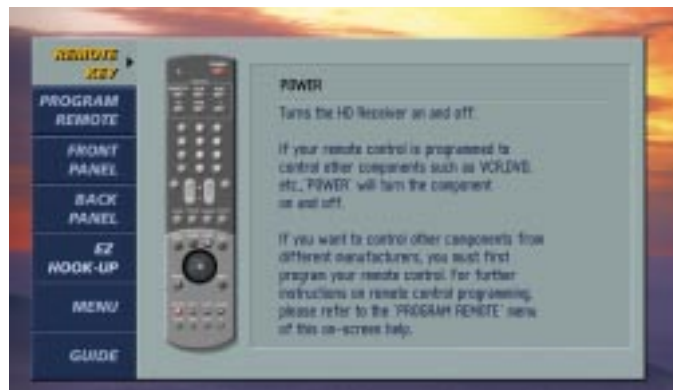 REMOTE
KEY
PROGRAM
REMOTE
FRONT
PANEL
BACK
PANEL
EZ
HOOK-UP
MENU
GUIDE
POWER
Turns the HD Receiver on and off.
If your remote control is programmed to
control other components such as VCR,DVD,
etc.,'POWER' will turn the component
on and off.
If you want to control other components from
different manufacturers, you must first
program your remote control. For further
instructions on remote control programming,
please refer to the 'PROGRAM REMOTE' menu
of this on-screen help.